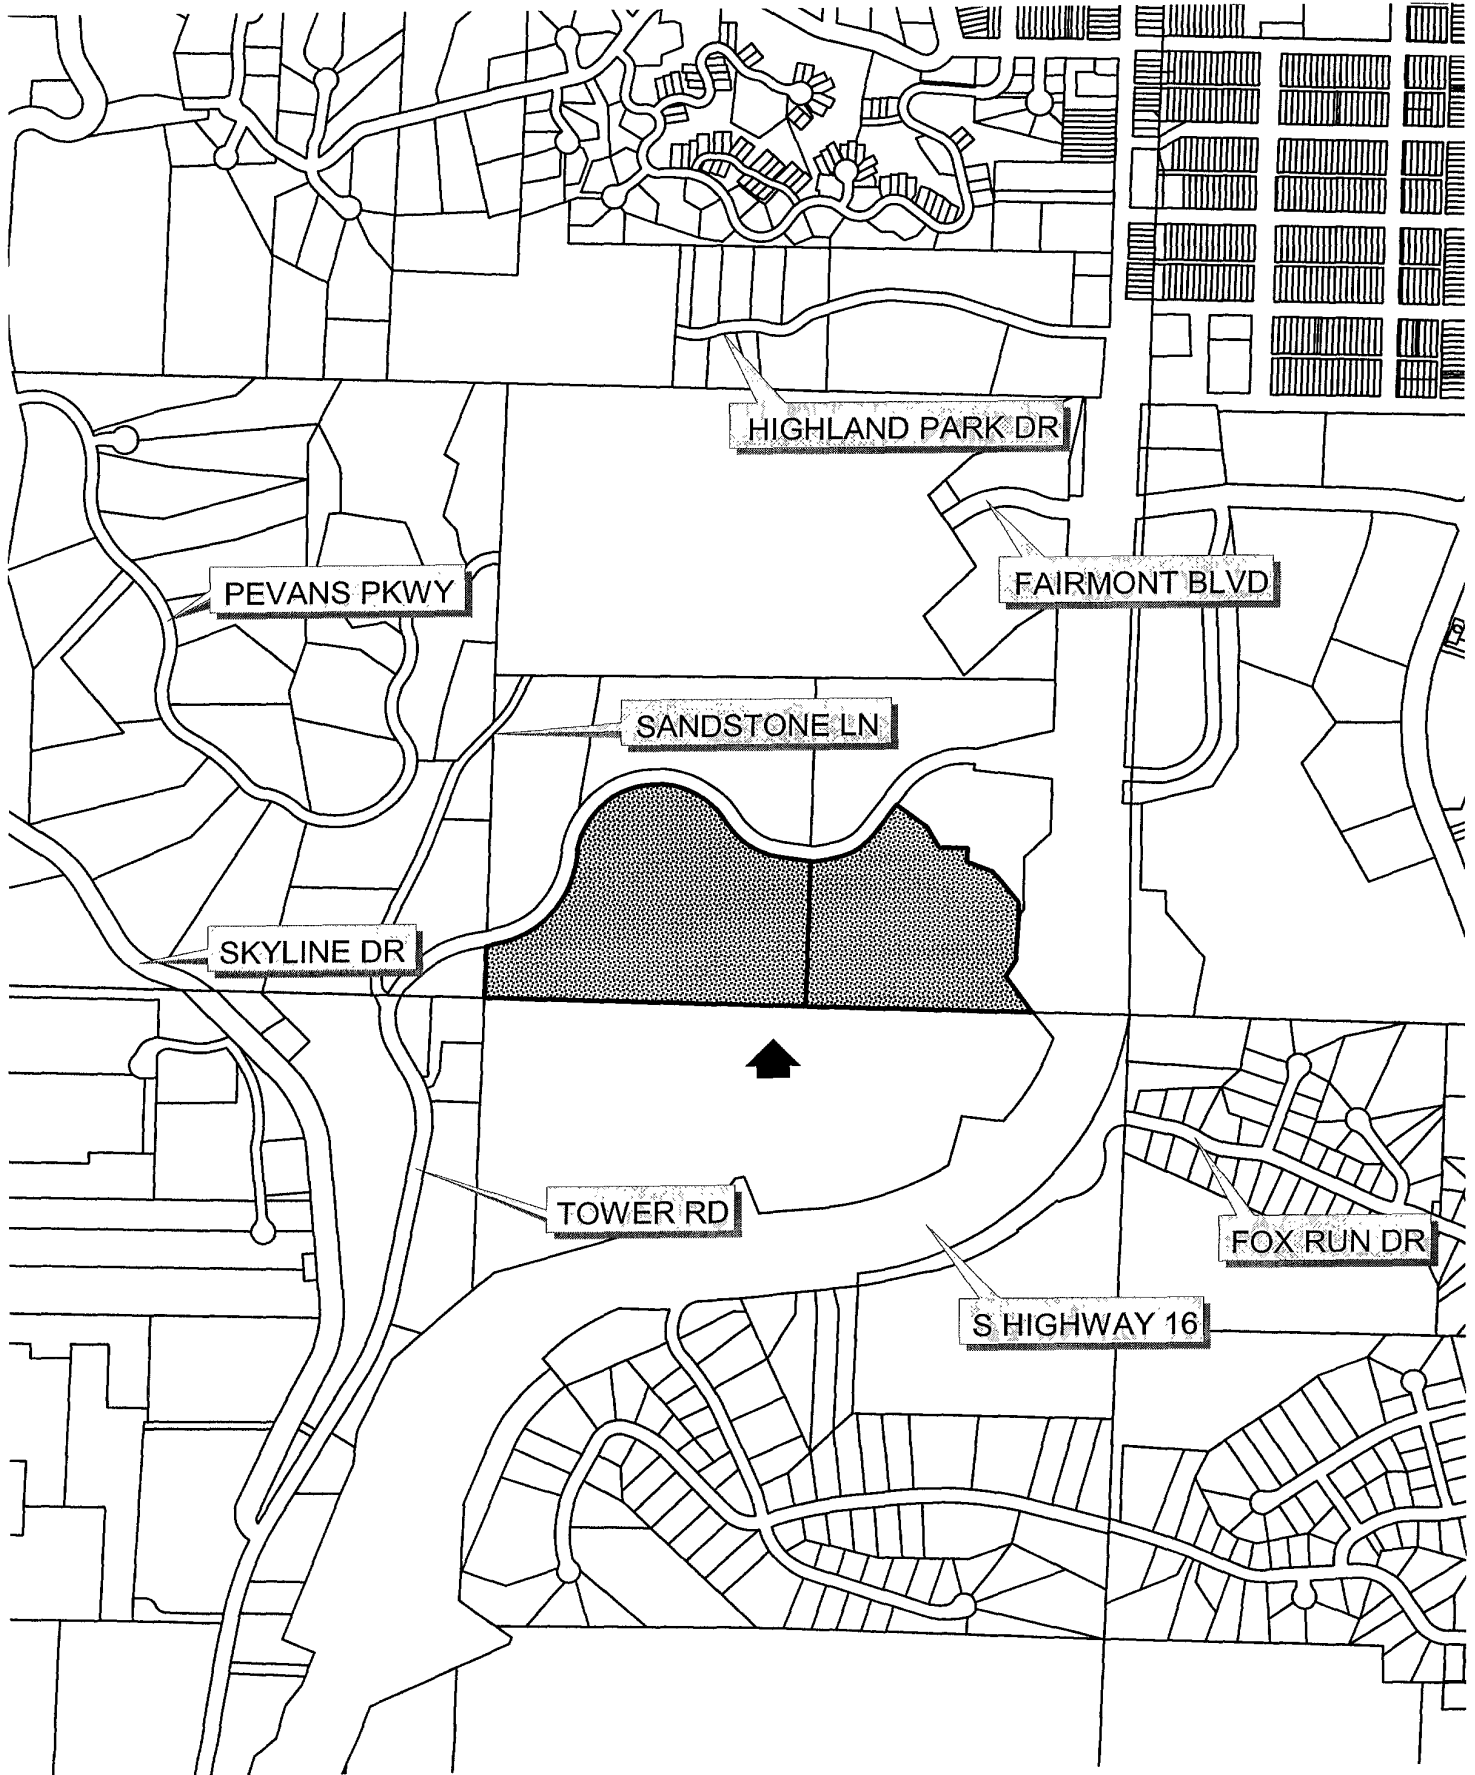 HIGHLAND PARK DR
FAIRMONT BLVD
PEVANS PKWY
SANDSTONE LN
SKYLINE DR
TOWER RD
FOX RUN DR
S HIGHWAY 16